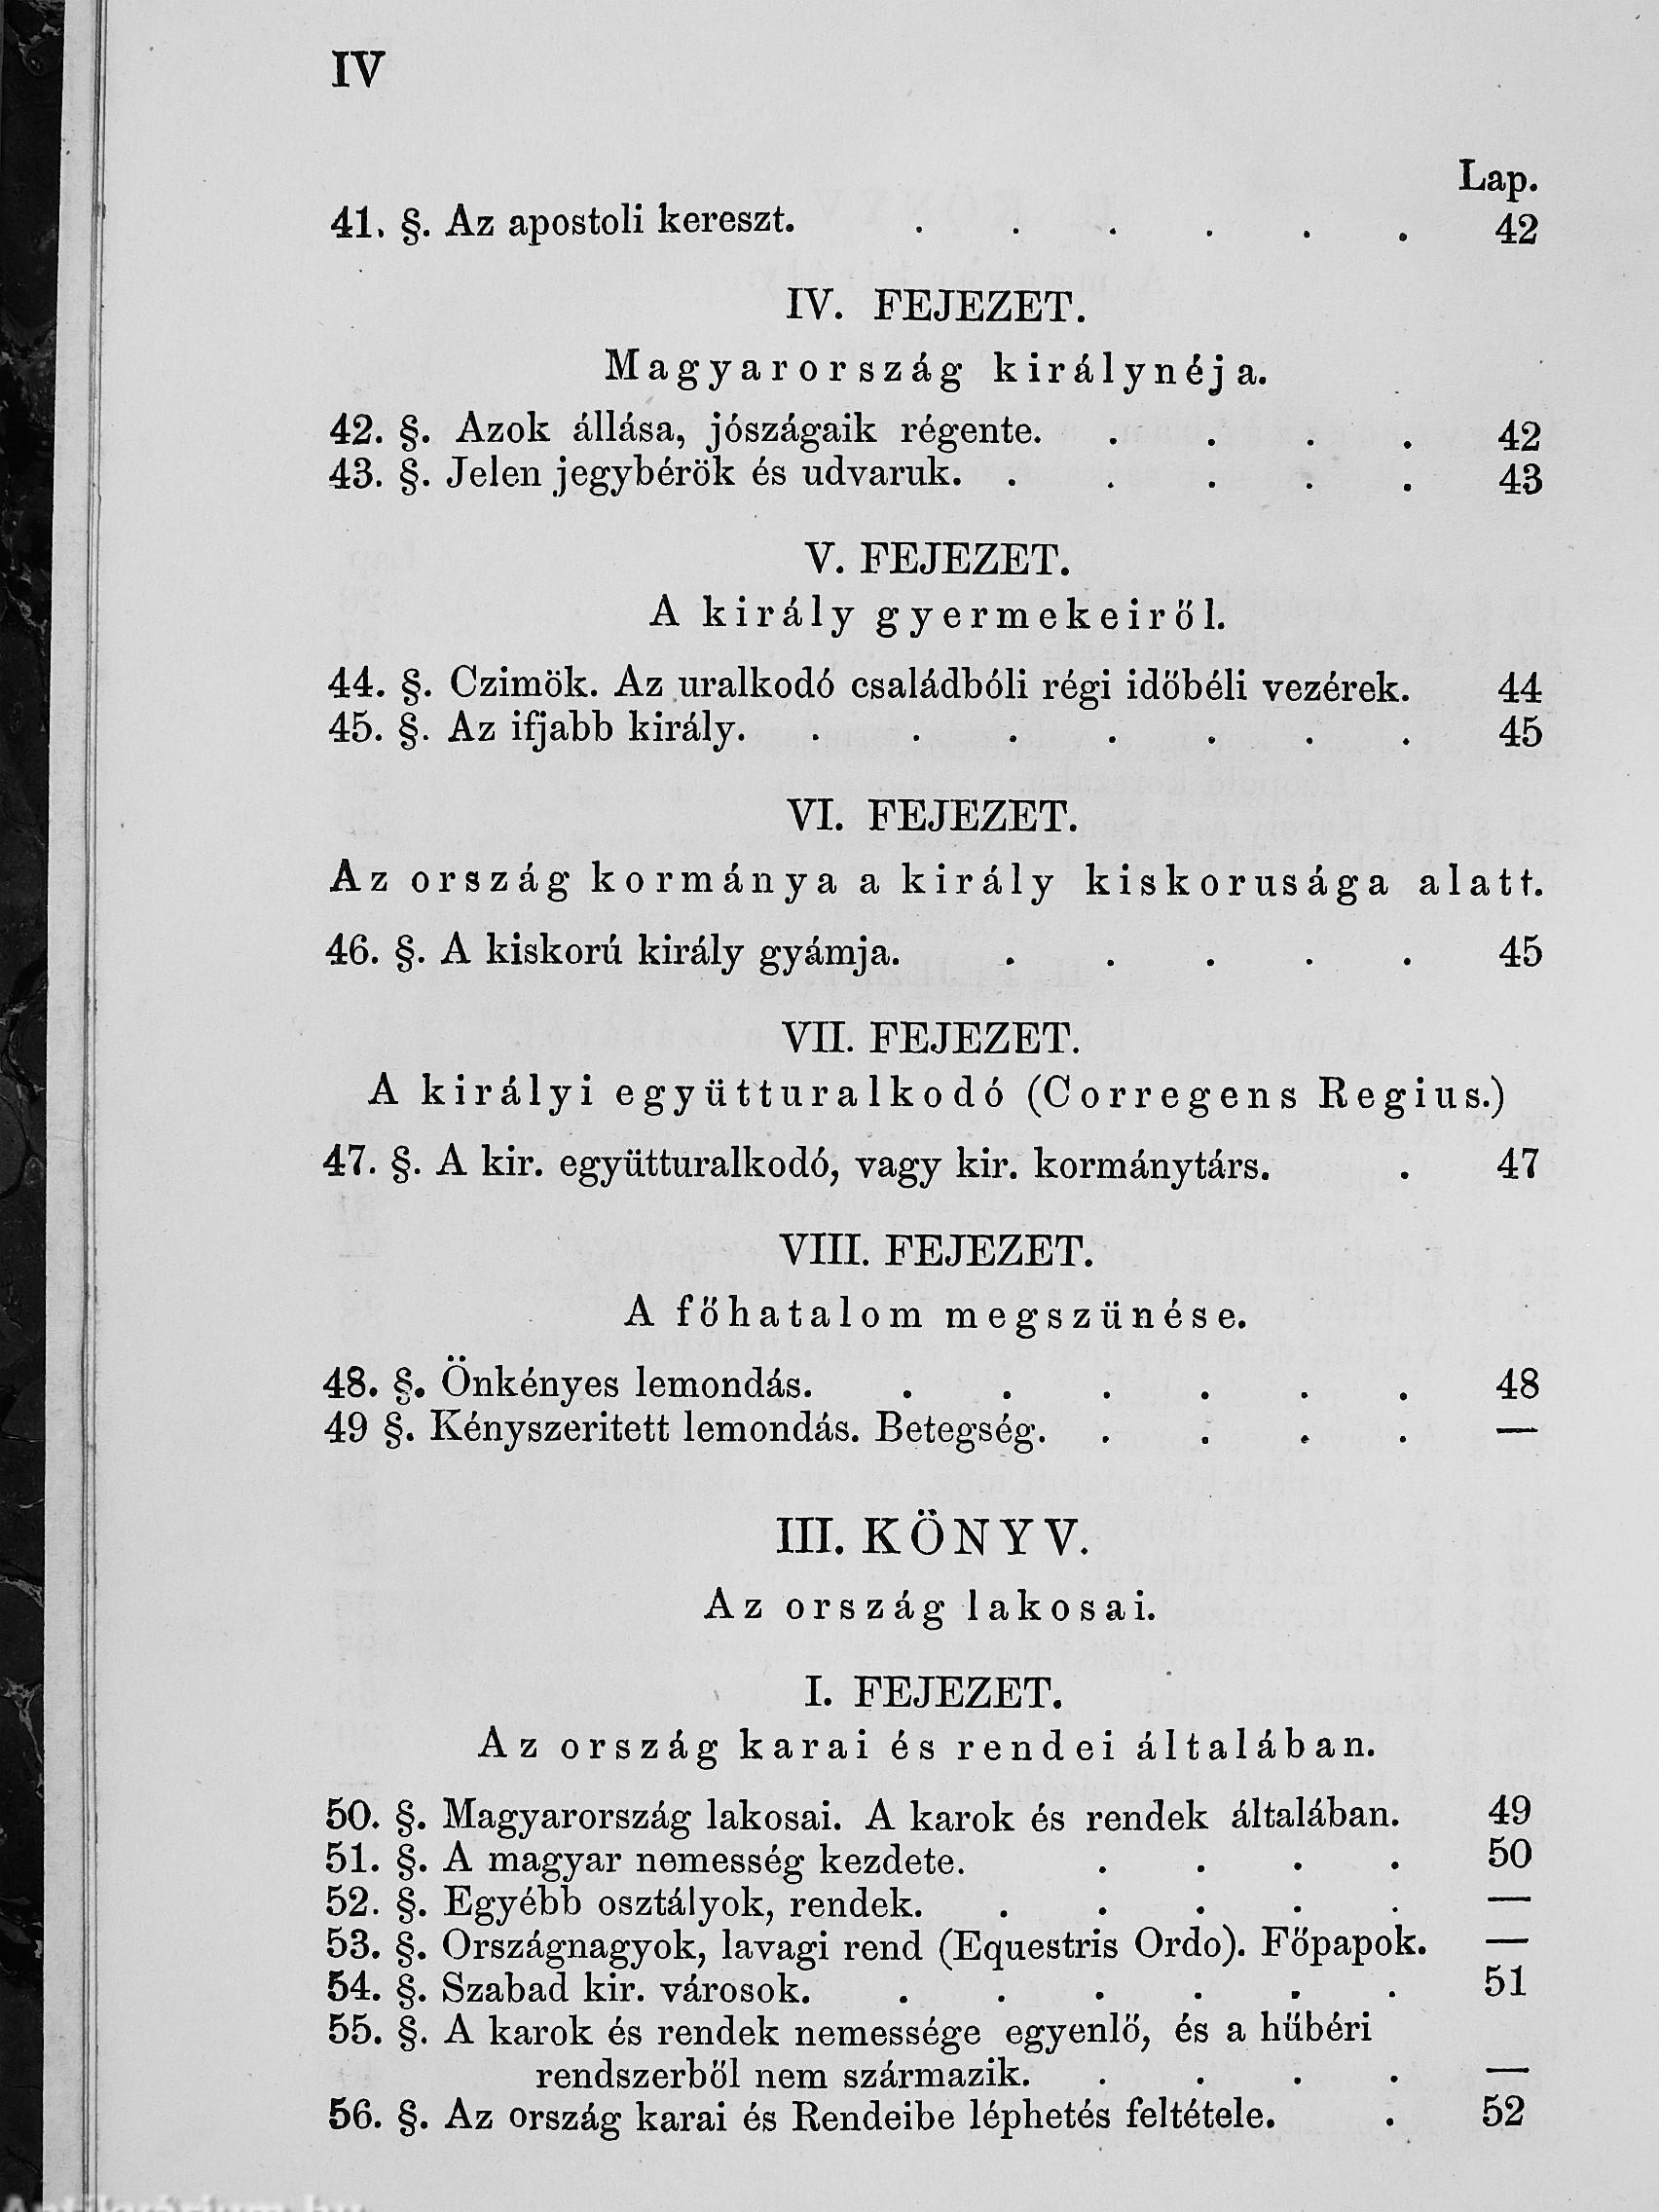 IV
Lap.
41. §. Az apostoli kereszt. . . . . . . 42
IV. FEJEZET.
Magyarország királynéja.
42. §. Azok állása, jószágaik régente. . . . . 42
43. §. Jelen jegybérök és udvaruk. . . . . . 43
V. FEJEZET.
A király gyermekeiről.
44. §. Czimök. Az uralkodó családbóli régi időbéli vezérek. 44
45. §. Az ifjabb király. . . . . . . . 45
VI. FEJEZET.
Az ország kormánya a király kiskorusága alatt.
46. §. A kiskorú király gyámja. . . . . . 45
VII. FEJEZET.
A királyi együtturalkodó (Corregens Regius.)
47. §. A kir. együtturalkodó, vagy kir. kormánytárs. . 47
VIII. FEJEZET.
A főhatalom megszünése.
48. §. Önkényes lemondás. . . . . . . 48
49 §. Kényszeritett lemondás. Betegség. . . . . —
III. KÖNYV.
Az ország lakosai.
I. FEJEZET.
Az ország karai és rendei általában.
50. §. Magyarország lakosai. A karok és rendek általában. 49
51. §. A magyar nemesség kezdete. . . . . 50
52. §. Egyébb osztályok, rendek. . . . . . —
53. §. Országnagyok, lavagi rend (Equestris Ordo). Főpapok. —
54. §. Szabad kir. városok. . . . . . . 51
55. §. A karok és rendek nemessége egyenlő, és a hűbéri
rendszerből nem származik. . . . . —
56. §. Az ország karai és Rendeibe léphetés feltétele. . 52